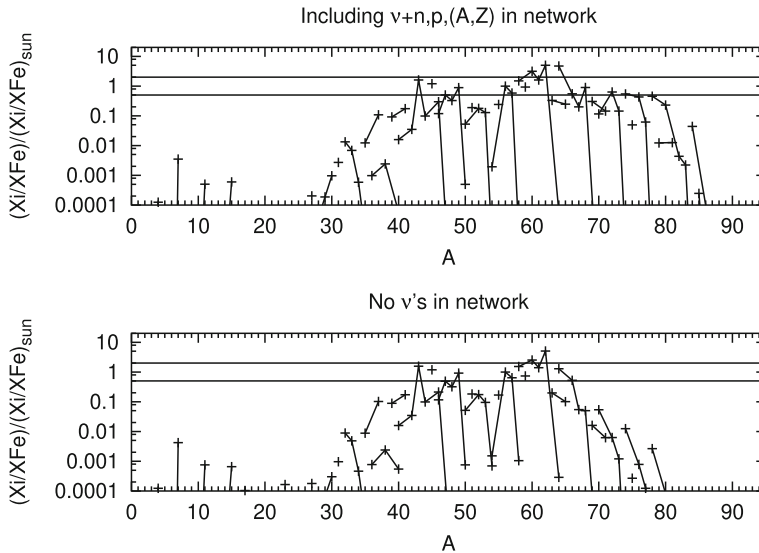 Including ν+n,p,(A,Z) in network
(Xi/XFe)/(Xi/XFe)sun
10
1
0.1
0.01
0.001
0.0001
0 10 20 30 40 50 60 70 80 90
A
No ν's in network
(Xi/XFe)/(Xi/XFe)sun
10
1
0.1
0.01
0.001
0.0001
0 10 20 30 40 50 60 70 80 90
A